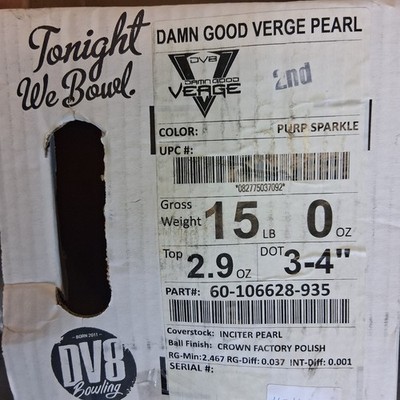 Tonight
We Bowl.
DAMN GOOD VERGE PEARL
DV8
DAMN GOOD
VERGE
2nd
COLOR: PURP SPARKLE
UPC #:
*082775037092*
Gross
Weight 15 LB 0 OZ
Top 2.9 OZ DOT 3-4"
PART#: 60-106628-935
Coverstock: INCITER PEARL
Ball Finish: CROWN FACTORY POLISH
RG-Min:2.467 RG-Diff:0.037 INT-Diff: 0.001
SERIAL #:
BORN 2011
DV8
Bowling